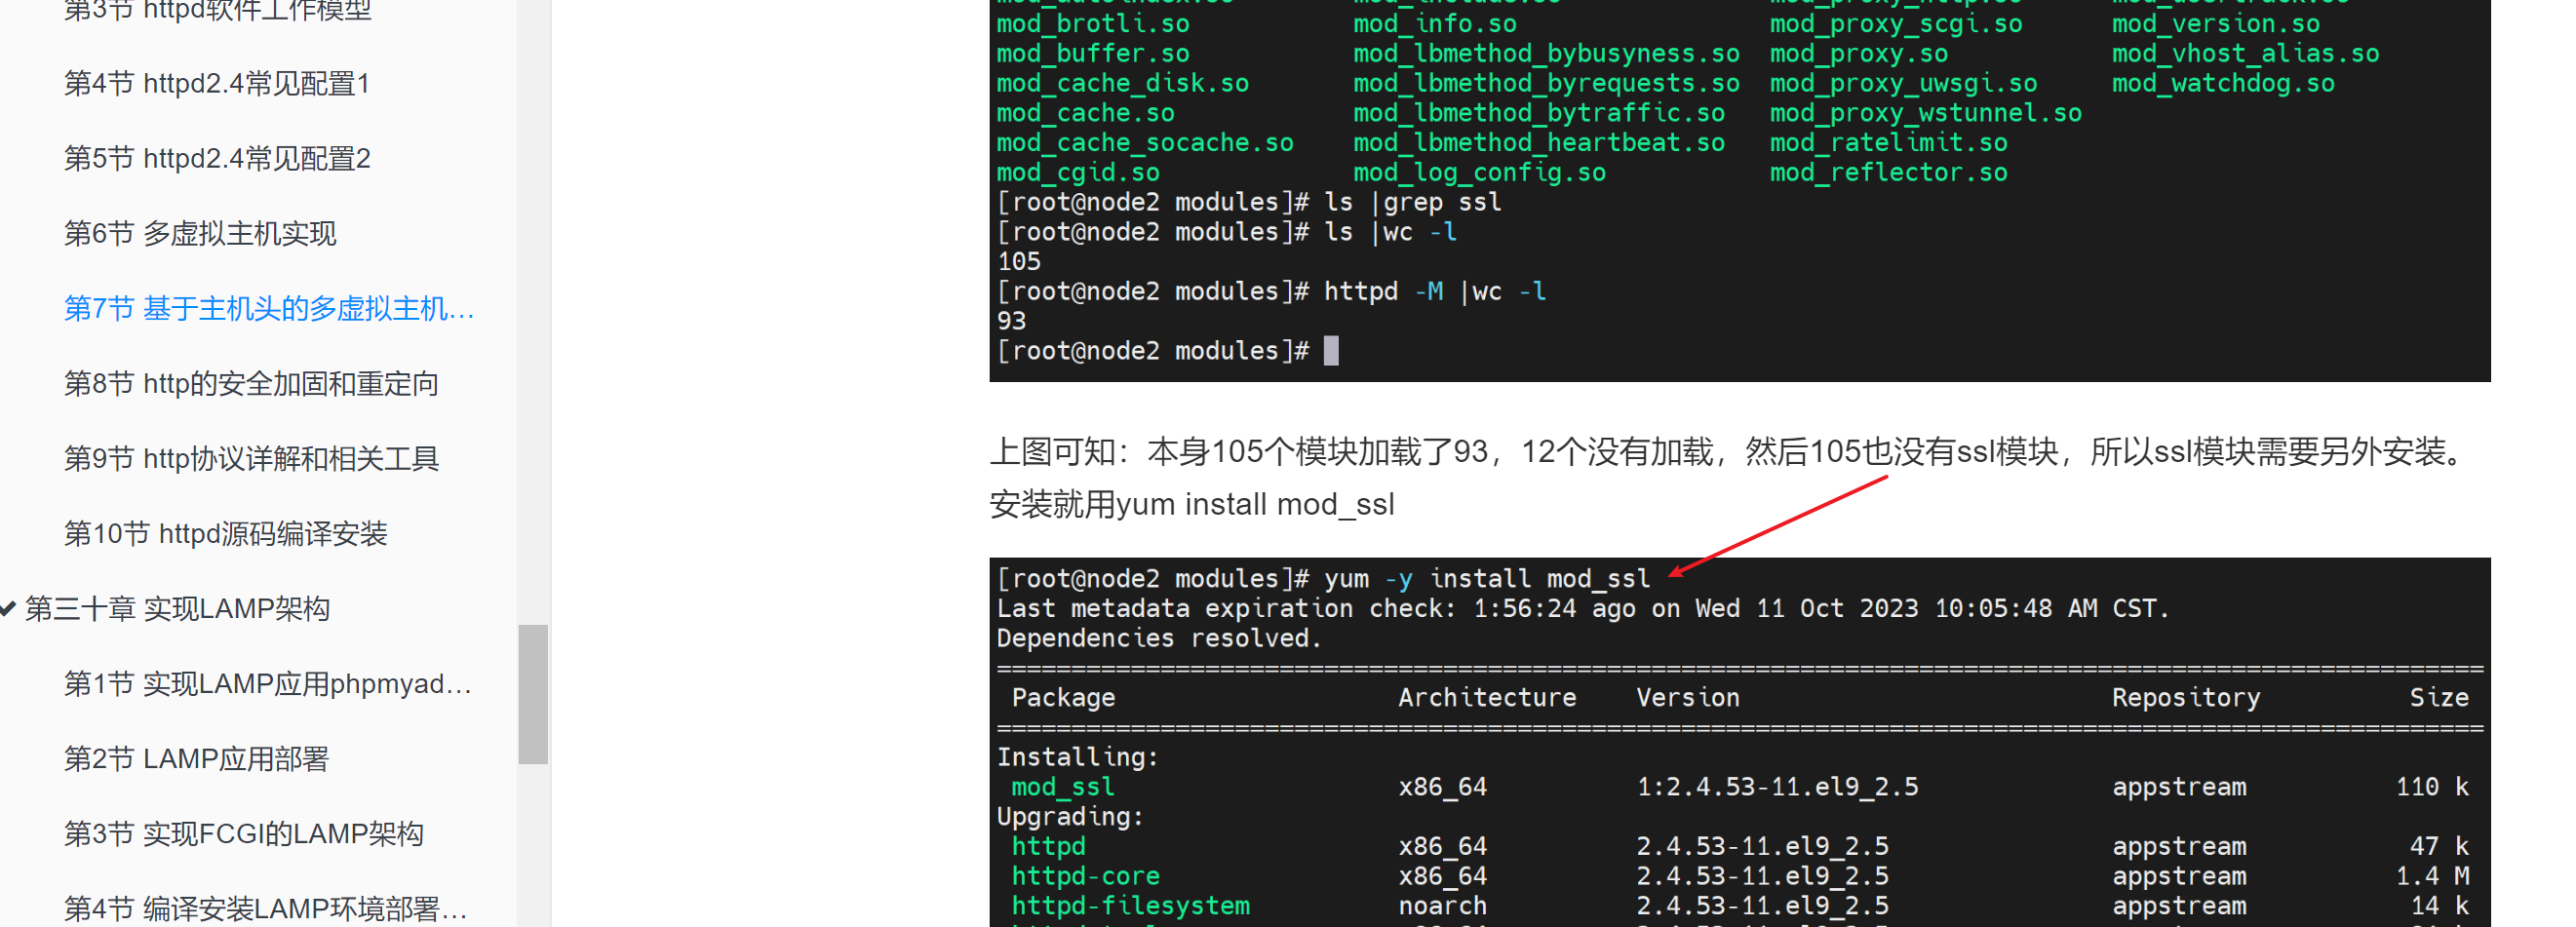 第3节 httpd软件工作模型
第4节 httpd2.4常见配置1
第5节 httpd2.4常见配置2
第6节 多虚拟主机实现
第7节 基于主机头的多虚拟主机…
第8节 http的安全加固和重定向
第9节 http协议详解和相关工具
第10节 httpd源码编译安装
第三十章 实现LAMP架构
第1节 实现LAMP应用phpmyad…
第2节 LAMP应用部署
第3节 实现FCGI的LAMP架构
第4节 编译安装LAMP环境部署…
mod_brotli.so mod_info.so mod_proxy_scgi.so mod_version.so
mod_buffer.so mod_lbmethod_bybusyness.so mod_proxy.so mod_vhost_alias.so
mod_cache_disk.so mod_lbmethod_byrequests.so mod_proxy_uwsgi.so mod_watchdog.so
mod_cache.so mod_lbmethod_bytraffic.so mod_proxy_wstunnel.so
mod_cache_socache.so mod_lbmethod_heartbeat.so mod_ratelimit.so
mod_cgid.so mod_log_config.so mod_reflector.so
[root@node2 modules]# ls |grep ssl
[root@node2 modules]# ls |wc -l
105
[root@node2 modules]# httpd -M |wc -l
93
[root@node2 modules]#
上图可知：本身105个模块加载了93，12个没有加载，然后105也没有ssl模块，所以ssl模块需要另外安装。
安装就用yum install mod_ssl
[root@node2 modules]# yum -y install mod_ssl
Last metadata expiration check: 1:56:24 ago on Wed 11 Oct 2023 10:05:48 AM CST.
Dependencies resolved.
Package Architecture Version Repository Size
Installing:
mod_ssl x86_64 1:2.4.53-11.el9_2.5 appstream 110 k
Upgrading:
httpd x86_64 2.4.53-11.el9_2.5 appstream 47 k
httpd-core x86_64 2.4.53-11.el9_2.5 appstream 1.4 M
httpd-filesystem noarch 2.4.53-11.el9_2.5 appstream 14 k